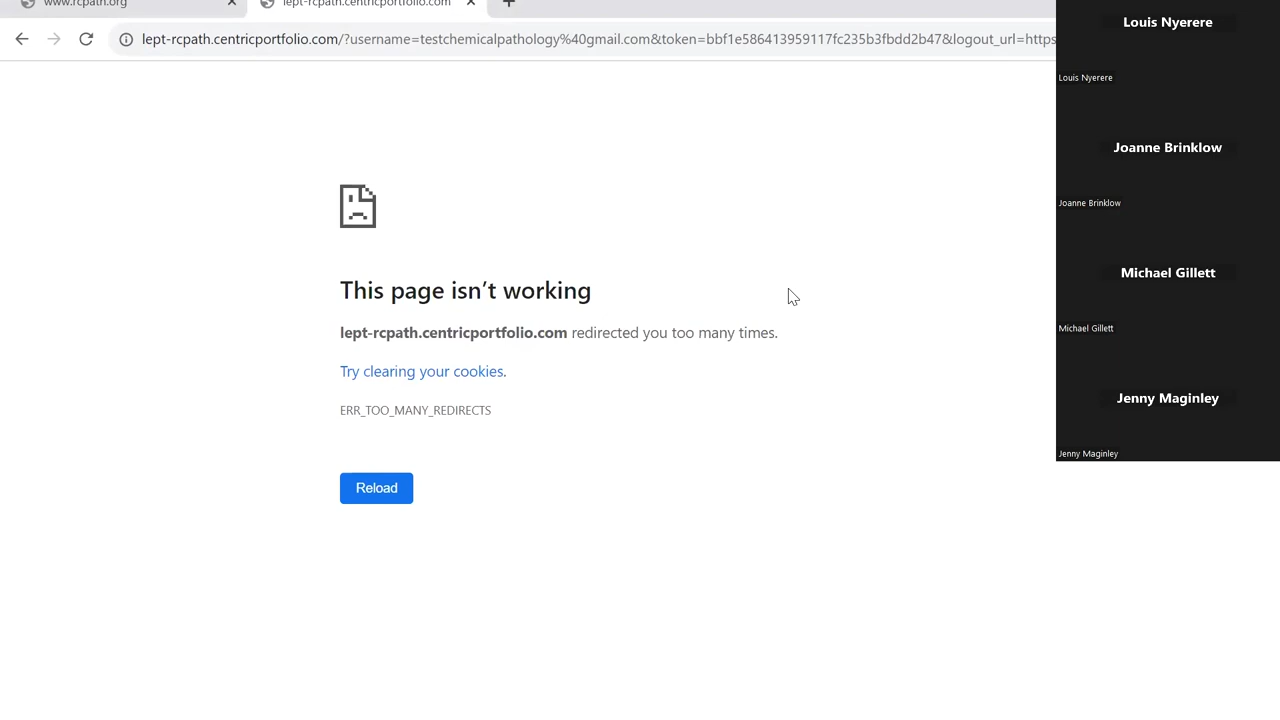 www.rcpath.org
lept-rcpath.centricportfolio.com
lept-rcpath.centricportfolio.com/?username=testchemicalpathology%40gmail.com&token=bbf1e586413959117fc235b3fbdd2b47&logout_url=https
This page isn’t working
lept-rcpath.centricportfolio.com redirected you too many times.
Try clearing your cookies.
ERR_TOO_MANY_REDIRECTS
Reload
Louis Nyerere
Louis Nyerere
Joanne Brinklow
Joanne Brinklow
Michael Gillett
Michael Gillett
Jenny Maginley
Jenny Maginley